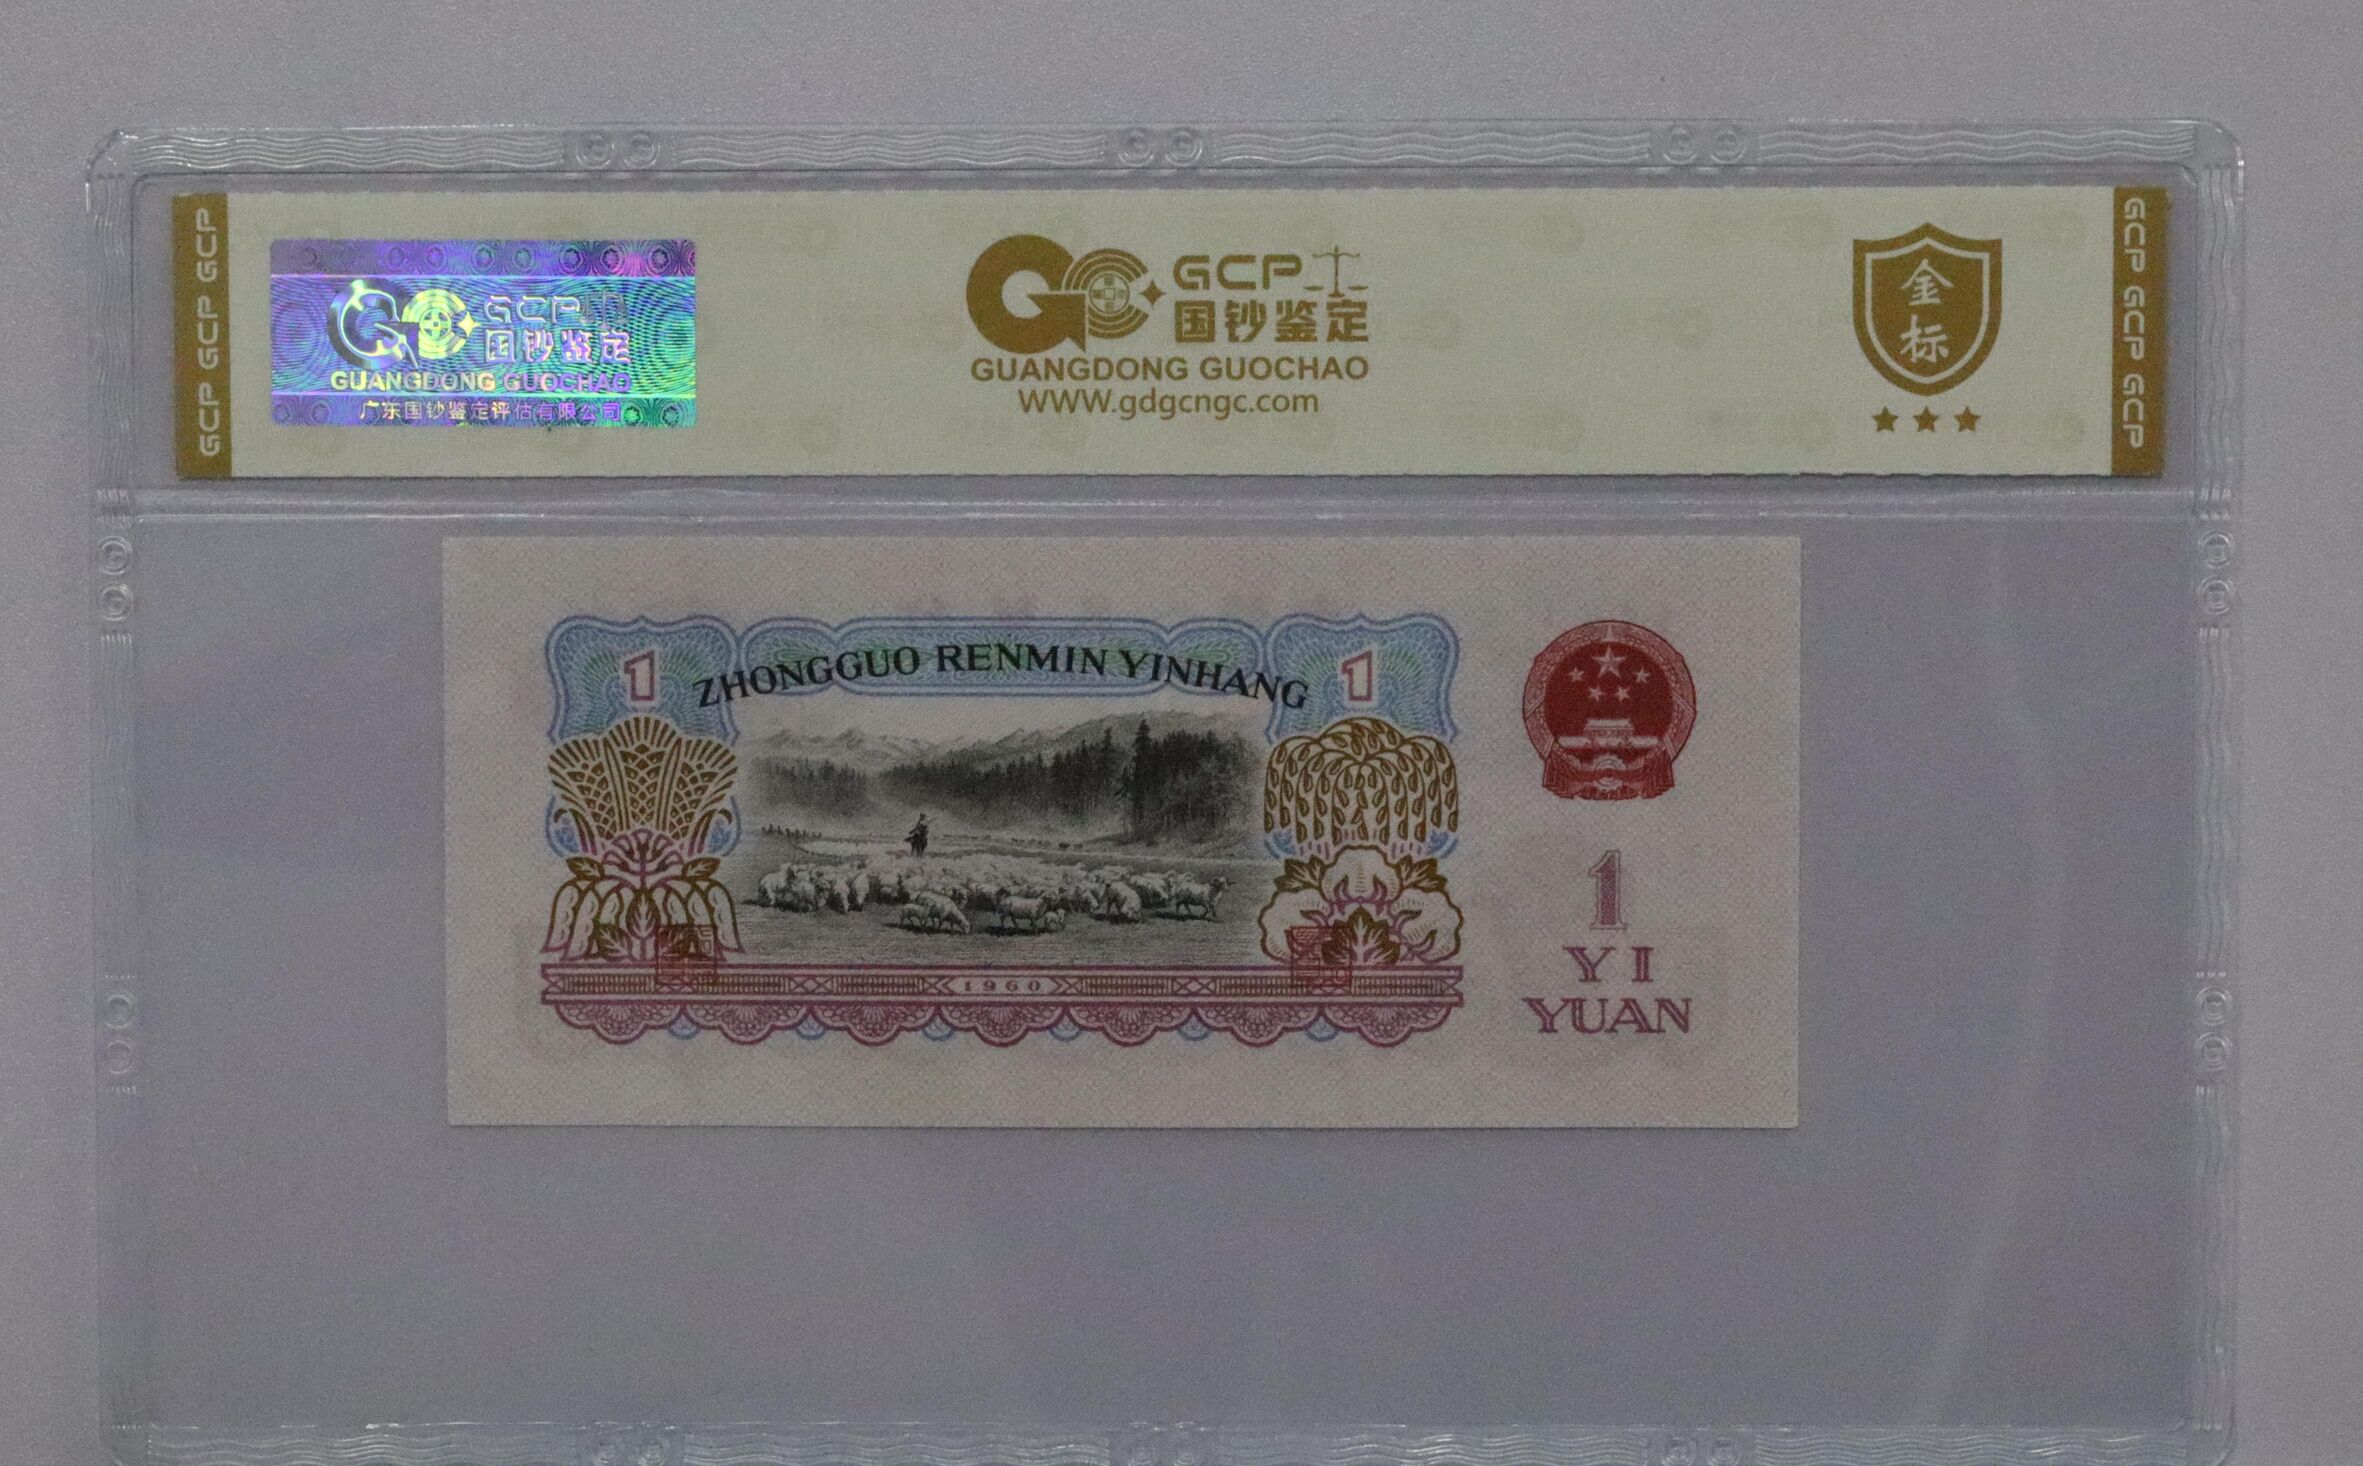 GCP GCP GCP
GCP
国钞鉴定
GUANGDONG GUOCHAO
广东国钞鉴定评估有限公司
GCP
国钞鉴定
GUANGDONG GUOCHAO
WWW.gdgcngc.com
金
标
GCP GCP GCP
1
ZHONGGUO RENMIN YINHANG
1
1960
1
YI
YUAN